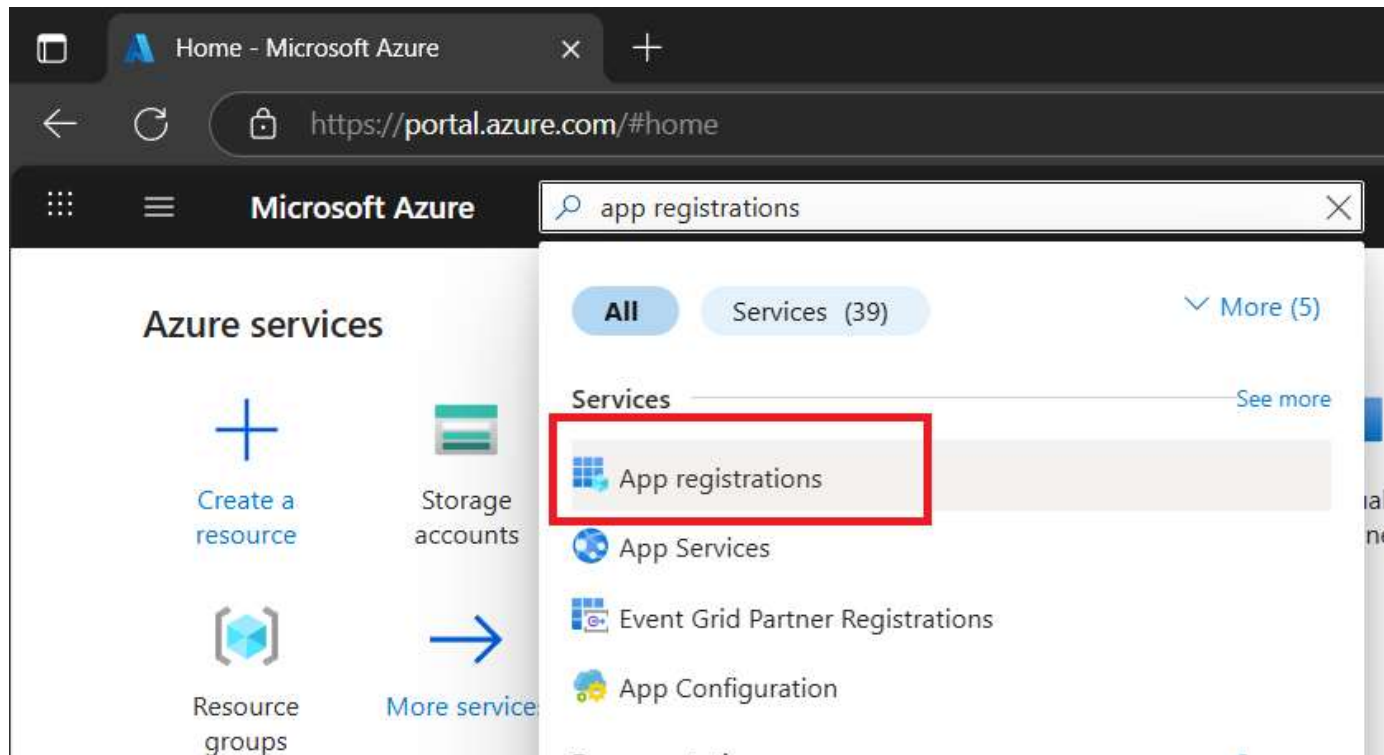 Home - Microsoft Azure
https://portal.azure.com/#home
Microsoft Azure
app registrations
All
Services (39)
More (5)
Azure services
Services
See more
App registrations
Create a
resource
Storage
accounts
App Services
Event Grid Partner Registrations
App Configuration
Resource
groups
More service